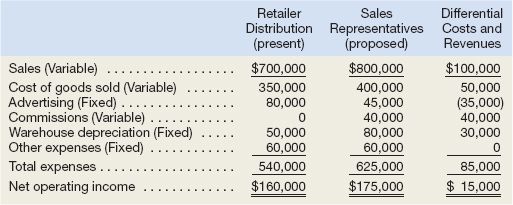 Retailer Sales Differential
Distribution Representatives Costs and
(present) (proposed) Revenues
Sales (Variable) .................. $700,000 $800,000 $100,000
Cost of goods sold (Variable) ....... 350,000 400,000 50,000
Advertising (Fixed) ................ 80,000 45,000 (35,000)
Commissions (Variable) ............. 0 40,000 40,000
Warehouse depreciation (Fixed) ..... 50,000 80,000 30,000
Other expenses (Fixed) ............ 60,000 60,000 0
Total expenses ................... 540,000 625,000 85,000
Net operating income ............. $160,000 $175,000 $ 15,000